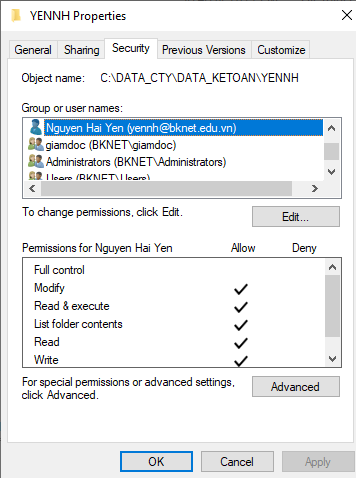 YENNH Properties
General Sharing Security Previous Versions Customize
Object name: C:\DATA_CTY\DATA_KETOAN\YENNH
Group or user names:
Nguyen Hai Yen (yennh@bknet.edu.vn)
giamdoc (BKNET\giamdoc)
Administrators (BKNET\Administrators)
Users (BKNET\Users)
To change permissions, click Edit.
Edit...
Permissions for Nguyen Hai Yen Allow Deny
Full control
Modify
Read & execute
List folder contents
Read
Write
For special permissions or advanced settings,
click Advanced.
Advanced
OK Cancel Apply